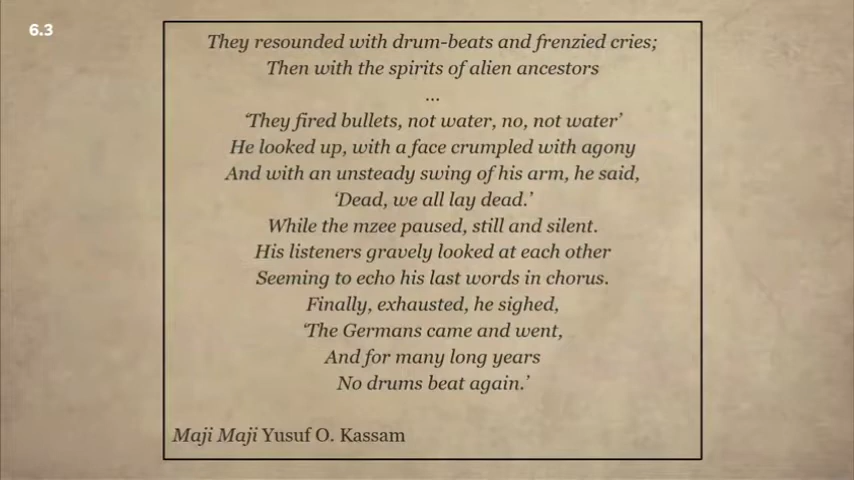 6.3
They resounded with drum-beats and frenzied cries;
Then with the spirits of alien ancestors
...
‘They fired bullets, not water, no, not water’
He looked up, with a face crumpled with agony
And with an unsteady swing of his arm, he said,
‘Dead, we all lay dead.’
While the mzee paused, still and silent.
His listeners gravely looked at each other
Seeming to echo his last words in chorus.
Finally, exhausted, he sighed,
‘The Germans came and went,
And for many long years
No drums beat again.’
Maji Maji Yusuf O. Kassam